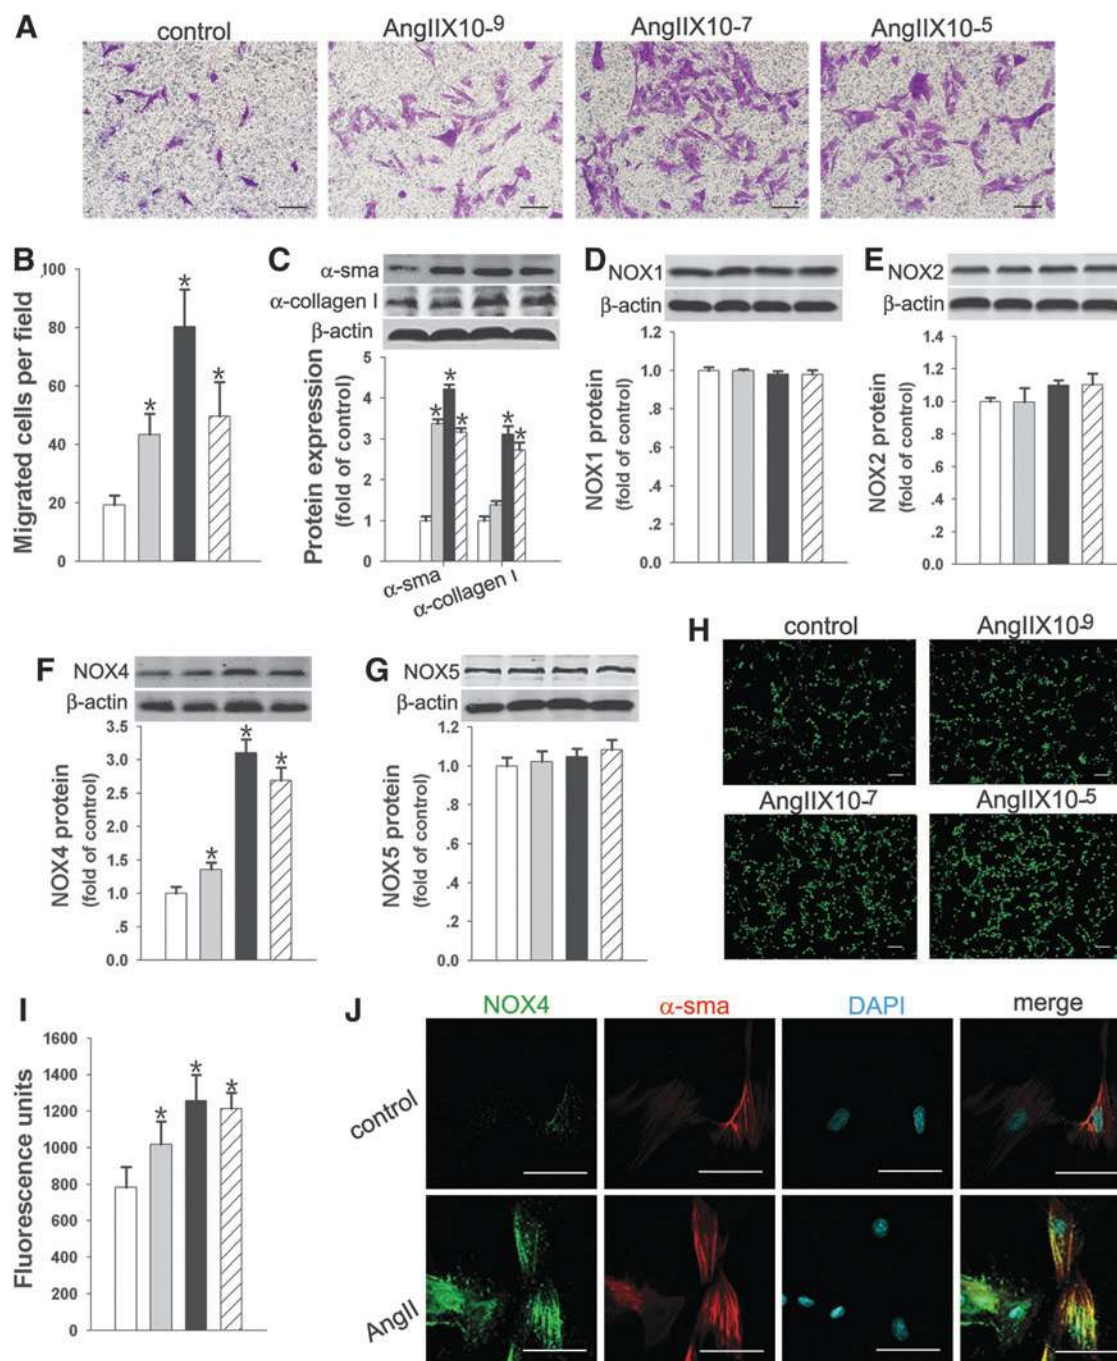 A
control
AngIIX10-9
AngIIX10-7
AngIIX10-5
B
Migrated cells per field
100
80
60
40
20
0
* * *
C
α-sma
α-collagen I
β-actin
Protein expression
(fold of control)
5
4
3
2
1
0
* * * * *
α-sma
α-collagen I
D
NOX1
β-actin
NOX1 protein
(fold of control)
1.2
1.0
.8
.6
.4
.2
0.0
E
NOX2
β-actin
NOX2 protein
(fold of control)
1.4
1.2
1.0
.8
.6
.4
.2
0.0
F
NOX4
β-actin
NOX4 protein
(fold of control)
3.5
3.0
2.5
2.0
1.5
1.0
.5
0.0
* * *
G
NOX5
β-actin
NOX5 protein
(fold of control)
1.2
1.0
.8
.6
.4
.2
0.0
H
control
AngIIX10-9
AngIIX10-7
AngIIX10-5
I
Fluorescence units
1600
1400
1200
1000
800
600
400
200
0
* * *
J
NOX4
α-sma
DAPI
merge
control
AngII